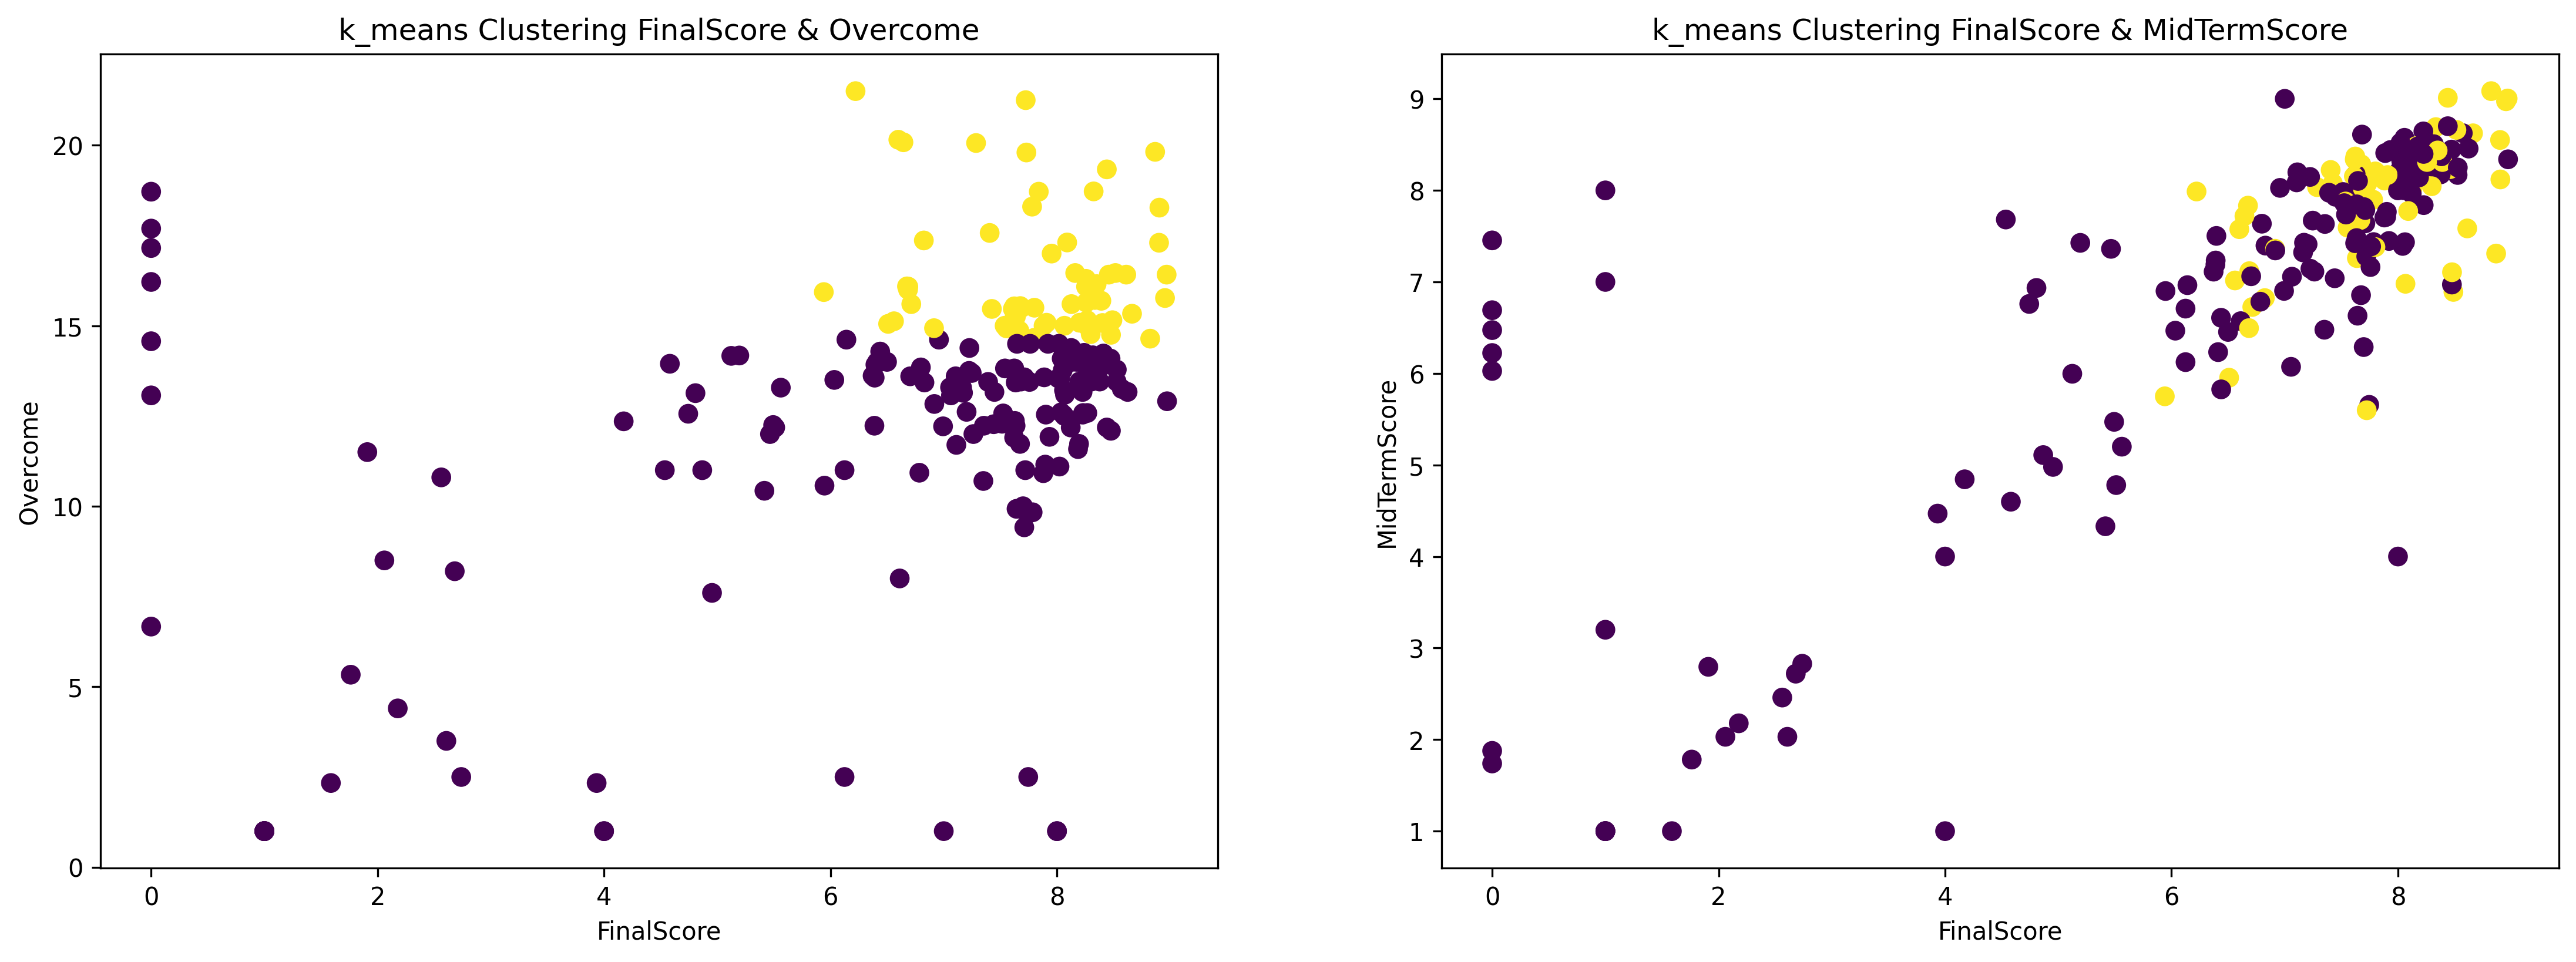 k_means Clustering FinalScore & Overcome
20
15
10
5
0
Overcome
0 2 4 6 8
FinalScore
k_means Clustering FinalScore & MidTermScore
9
8
7
6
5
4
3
2
1
MidTermScore
0 2 4 6 8
FinalScore